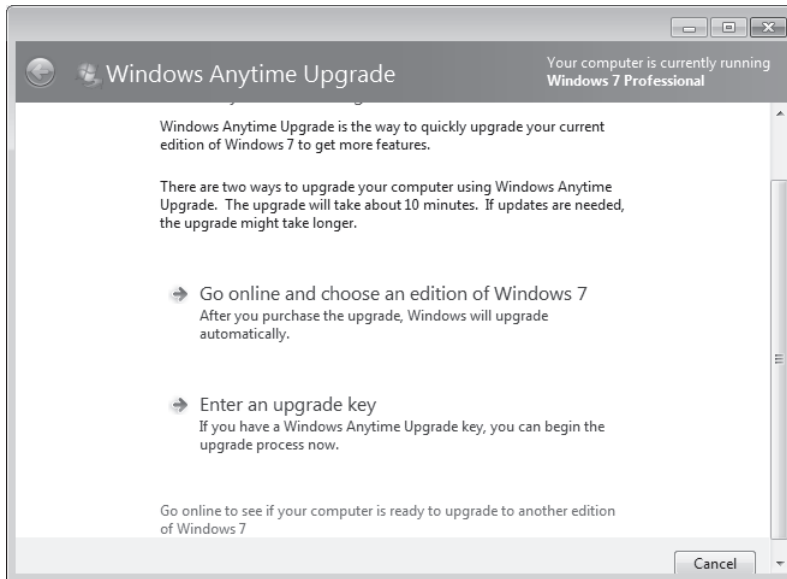 Windows Anytime Upgrade
Your computer is currently running
Windows 7 Professional
Windows Anytime Upgrade is the way to quickly upgrade your current
edition of Windows 7 to get more features.
There are two ways to upgrade your computer using Windows Anytime
Upgrade. The upgrade will take about 10 minutes. If updates are needed,
the upgrade might take longer.
Go online and choose an edition of Windows 7
After you purchase the upgrade, Windows will upgrade
automatically.
Enter an upgrade key
If you have a Windows Anytime Upgrade key, you can begin the
upgrade process now.
Go online to see if your computer is ready to upgrade to another edition
of Windows 7
Cancel